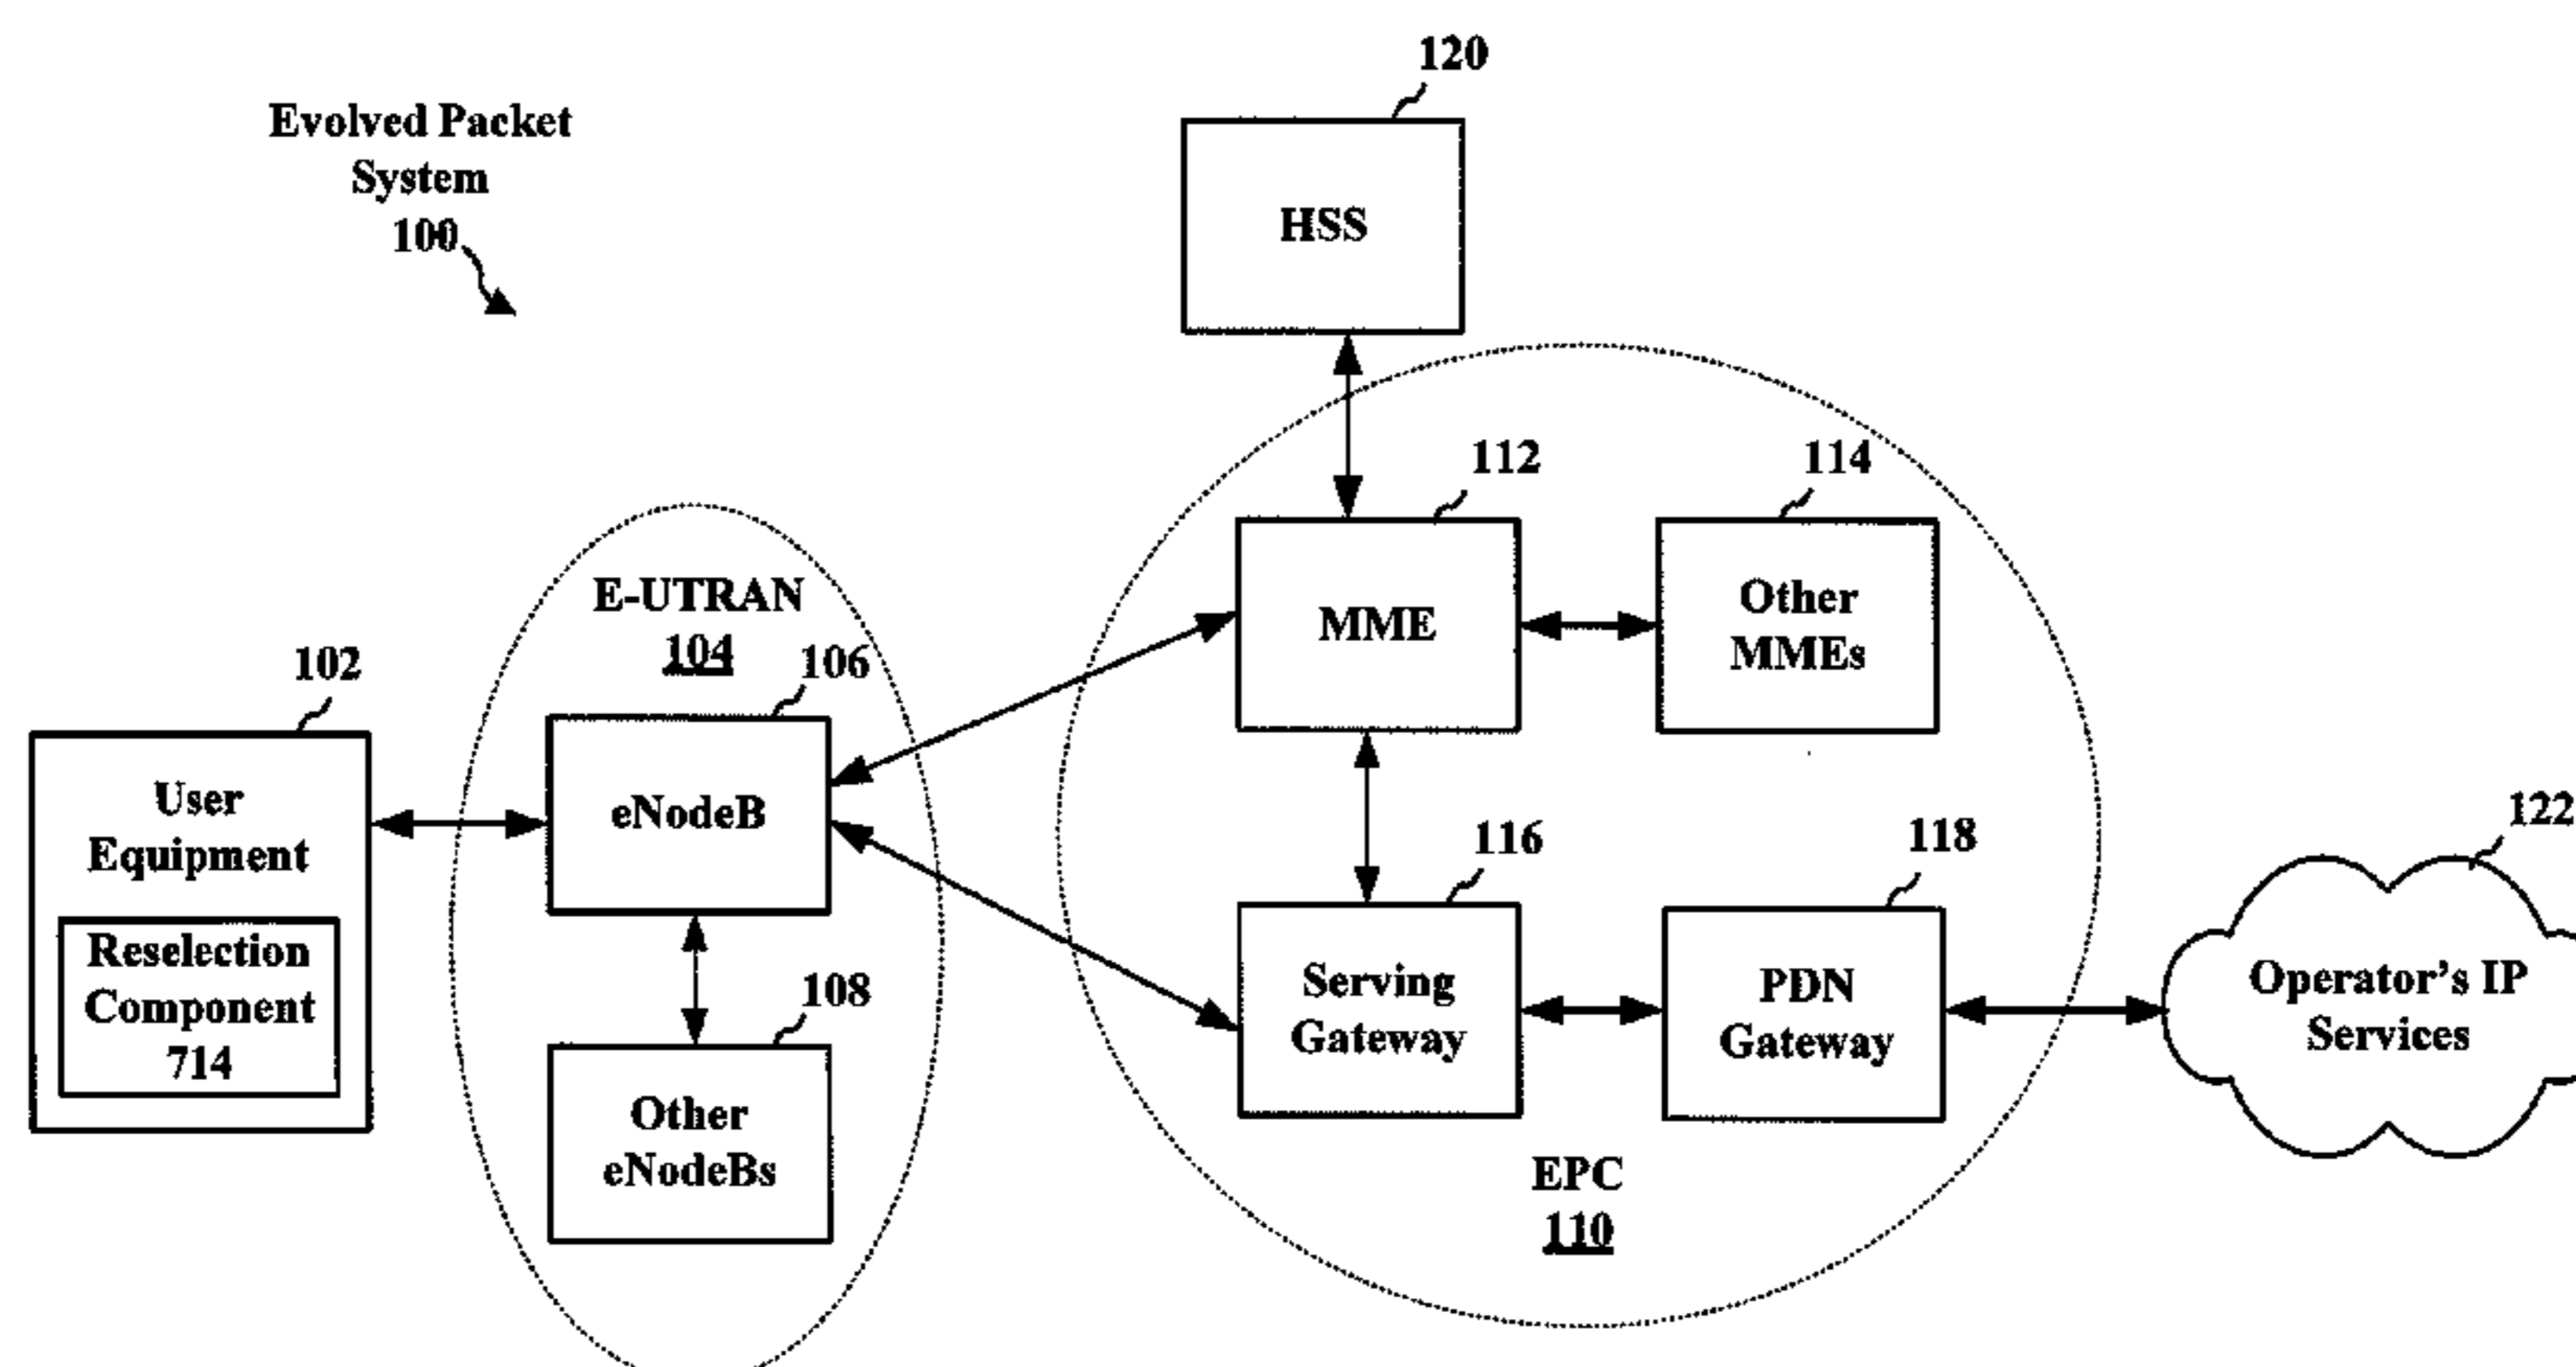 120
Evolved Packet
System
100
HSS
112
114
E-UTRAN
104
106
MME
Other
MMEs
102
User
Equipment
eNodeB
122
116
118
Reselection
Component
714
108
Serving
Gateway
PDN
Gateway
Operator's IP
Services
Other
eNodeBs
EPC
110